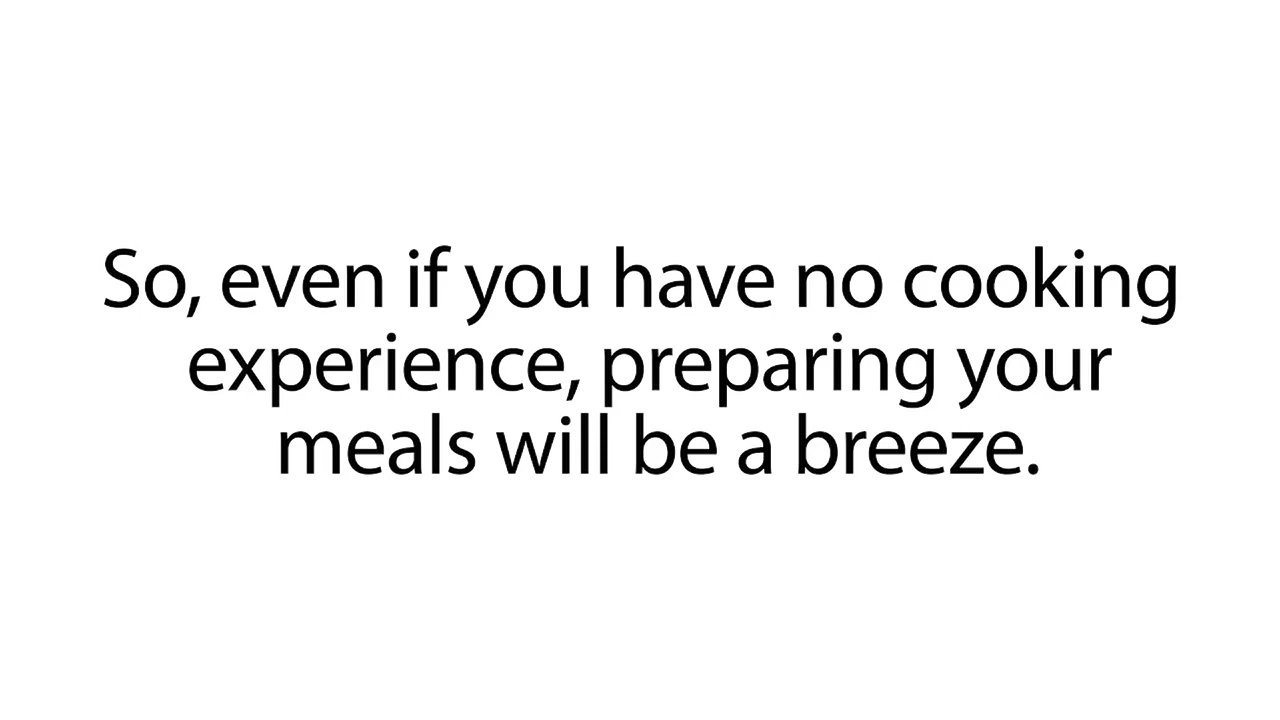 So, even if you have no cooking
experience, preparing your
meals will be a breeze.